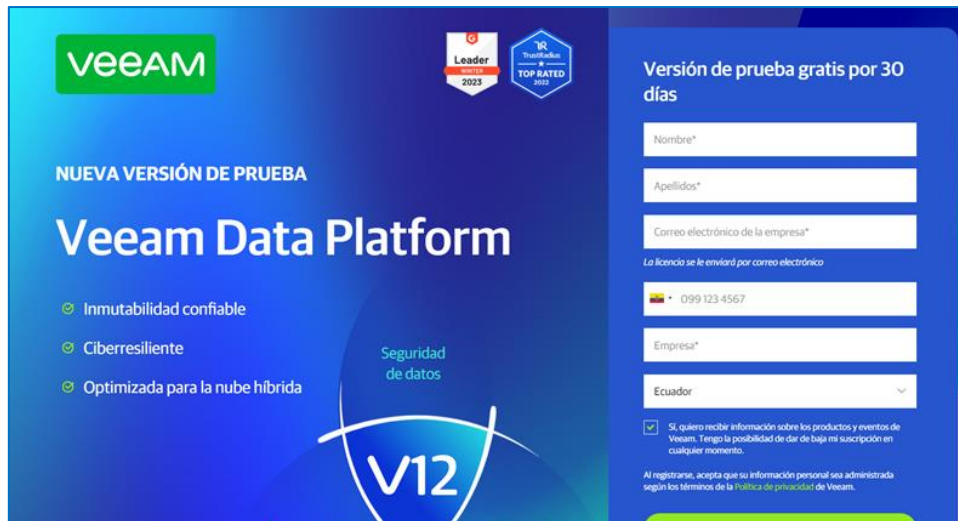 veeam
Leader
WINTER
2023
TR
TrustRadius
TOP RATED
2022
NUEVA VERSIÓN DE PRUEBA
Veeam Data Platform
Inmutabilidad confiable
Ciberresiliente
Optimizada para la nube híbrida
Seguridad
de datos
V12
Versión de prueba gratis por 30
días
Nombre*
Apellidos*
Correo electrónico de la empresa*
La licencia se le enviará por correo electrónico
099 123 4567
Empresa*
Ecuador
Sí, quiero recibir información sobre los productos y eventos de
Veeam. Tengo la posibilidad de dar de baja mi suscripción en
cualquier momento.
Al registrarse, acepta que su información personal sea administrada
según los términos de la Política de privacidad de Veeam.